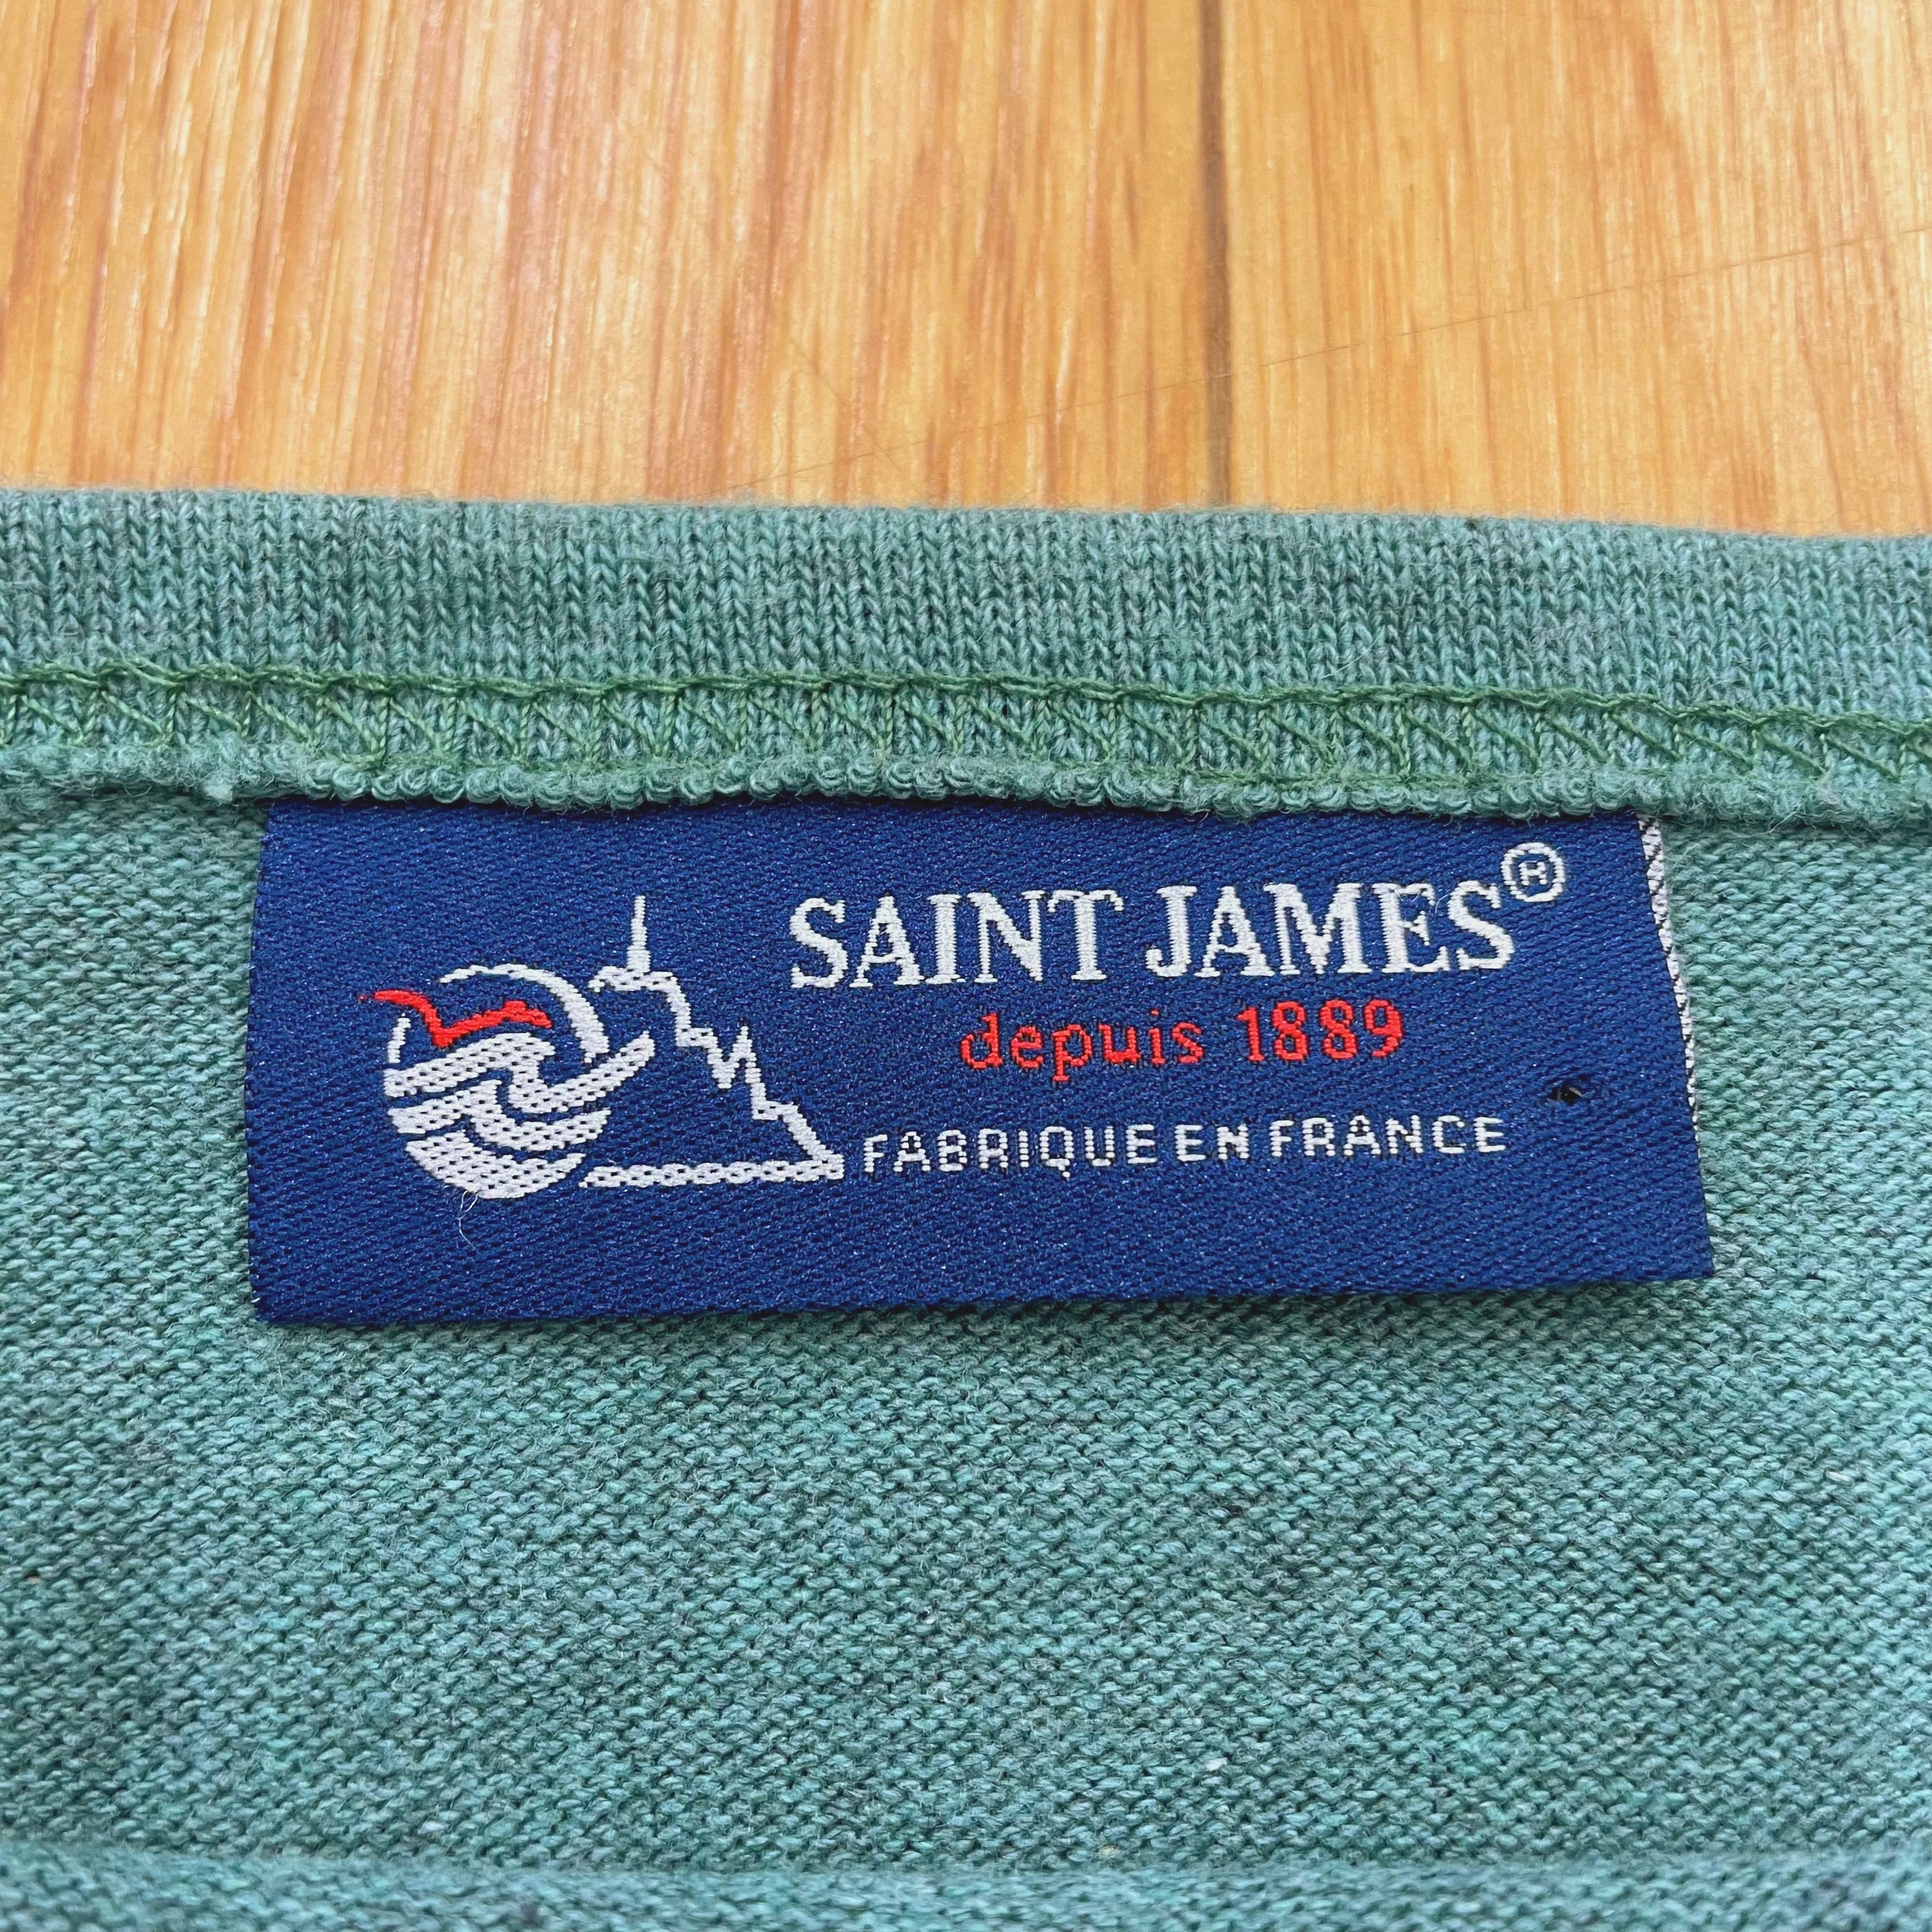 SAINT JAMES®
depuis 1889
FABRIQUE EN FRANCE